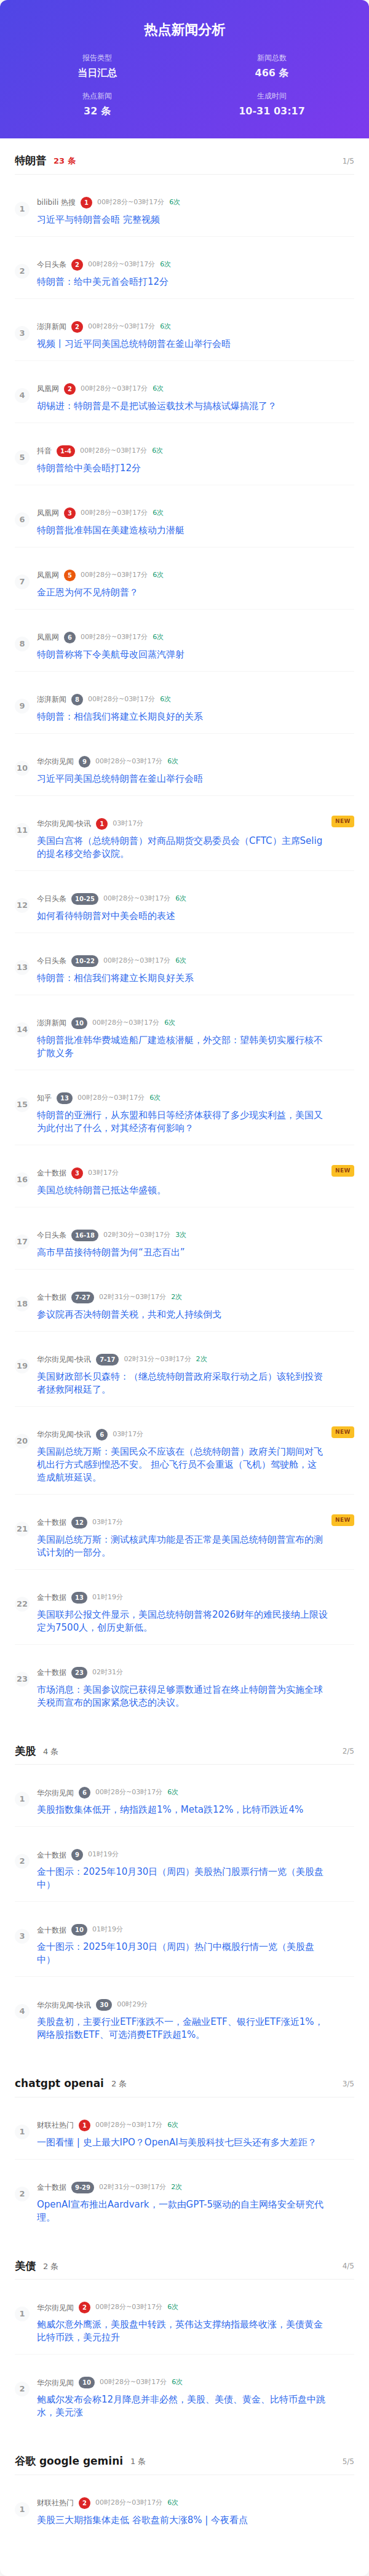 热点新闻分析
报告类型
新闻总数
当日汇总
466 条
热点新闻
生成时间
32 条
10-31 03:17
特朗普 23 条 1/5
1 bilibili 热搜 1 00时28分~03时17分 6次
习近平与特朗普会晤 完整视频
2 今日头条 2 00时28分~03时17分 6次
特朗普：给中美元首会晤打12分
3 澎湃新闻 2 00时28分~03时17分 6次
视频丨习近平同美国总统特朗普在釜山举行会晤
4 凤凰网 2 00时28分~03时17分 6次
胡锡进：特朗普是不是把试验运载技术与搞核试爆搞混了？
5 抖音 1-4 00时28分~03时17分 6次
特朗普给中美会晤打12分
6 凤凰网 3 00时28分~03时17分 6次
特朗普批准韩国在美建造核动力潜艇
7 凤凰网 5 00时28分~03时17分 6次
金正恩为何不见特朗普？
8 凤凰网 6 00时28分~03时17分 6次
特朗普称将下令美航母改回蒸汽弹射
9 澎湃新闻 8 00时28分~03时17分 6次
特朗普：相信我们将建立长期良好的关系
10 华尔街见闻 9 00时28分~03时17分 6次
习近平同美国总统特朗普在釜山举行会晤
11 华尔街见闻-快讯 1 03时17分 NEW
美国白宫将（总统特朗普）对商品期货交易委员会（CFTC）主席Selig
的提名移交给参议院。
12 今日头条 10-25 00时28分~03时17分 6次
如何看待特朗普对中美会晤的表述
13 今日头条 10-22 00时28分~03时17分 6次
特朗普：相信我们将建立长期良好关系
14 澎湃新闻 10 00时28分~03时17分 6次
特朗普批准韩华费城造船厂建造核潜艇，外交部：望韩美切实履行核不
扩散义务
15 知乎 13 00时28分~03时17分 6次
特朗普的亚洲行，从东盟和韩日等经济体获得了多少现实利益，美国又
为此付出了什么，对其经济有何影响？
16 金十数据 3 03时17分 NEW
美国总统特朗普已抵达华盛顿。
17 今日头条 16-18 02时30分~03时17分 3次
高市早苗接待特朗普为何“丑态百出”
18 金十数据 7-27 02时31分~03时17分 2次
参议院再否决特朗普关税，共和党人持续倒戈
19 华尔街见闻-快讯 7-17 02时31分~03时17分 2次
美国财政部长贝森特：（继总统特朗普政府采取行动之后）该轮到投资
者拯救阿根廷了。
20 华尔街见闻-快讯 6 03时17分 NEW
美国副总统万斯：美国民众不应该在（总统特朗普）政府关门期间对飞
机出行方式感到惶恐不安。 担心飞行员不会重返（飞机）驾驶舱，这
造成航班延误。
21 金十数据 12 03时17分 NEW
美国副总统万斯：测试核武库功能是否正常是美国总统特朗普宣布的测
试计划的一部分。
22 金十数据 13 01时19分
美国联邦公报文件显示，美国总统特朗普将2026财年的难民接纳上限设
定为7500人，创历史新低。
23 金十数据 23 02时31分
市场消息：美国参议院已获得足够票数通过旨在终止特朗普为实施全球
关税而宣布的国家紧急状态的决议。
美股 4 条 2/5
1 华尔街见闻 6 00时28分~03时17分 6次
美股指数集体低开，纳指跌超1%，Meta跌12%，比特币跌近4%
2 金十数据 9 01时19分
金十图示：2025年10月30日（周四）美股热门股票行情一览（美股盘
中）
3 金十数据 10 01时19分
金十图示：2025年10月30日（周四）热门中概股行情一览（美股盘
中）
4 华尔街见闻-快讯 30 00时29分
美股盘初，主要行业ETF涨跌不一，金融业ETF、银行业ETF涨近1%，
网络股指数ETF、可选消费ETF跌超1%。
chatgpt openai 2 条 3/5
1 财联社热门 1 00时28分~03时17分 6次
一图看懂 | 史上最大IPO？OpenAI与美股科技七巨头还有多大差距？
2 金十数据 9-29 02时31分~03时17分 2次
OpenAI宣布推出Aardvark，一款由GPT-5驱动的自主网络安全研究代
理。
美债 2 条 4/5
1 华尔街见闻 2 00时28分~03时17分 6次
鲍威尔意外鹰派，美股盘中转跌，英伟达支撑纳指最终收涨，美债黄金
比特币跌，美元拉升
2 华尔街见闻 10 00时28分~03时17分 6次
鲍威尔发布会称12月降息并非必然，美股、美债、黄金、比特币盘中跳
水，美元涨
谷歌 google gemini 1 条 5/5
1 财联社热门 2 00时28分~03时17分 6次
美股三大期指集体走低 谷歌盘前大涨8% | 今夜看点